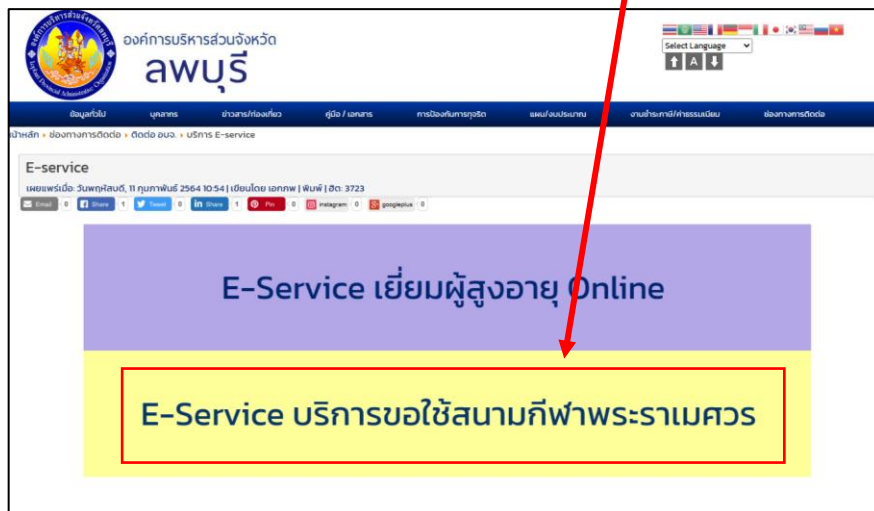 องค์การบริหารส่วนจังหวัด
ลพบุรี
Select Language
A
ข้อมูลทั่วไป บุคลากร ข่าวสาร/ท่องเที่ยว คู่มือ / เอกสาร การป้องกันการทุจริต แผน/งบประมาณ งานชำระภาษี/ค่าธรรมเนียม ช่องทางการติดต่อ
หน้าหลัก ช่องทางการติดต่อ ติดต่อ อบจ. บริการ E-service
E-service
เผยแพร่เมื่อ: วันพฤหัสบดี, 11 กุมภาพันธ์ 2564 10:54 | เขียนโดย เอกภพ | พิมพ์ | ฮิต: 3723
Email 0 Share 1 Tweet 0 in Share 1 Pin 0 instagram 0 googleplus 0
E-Service เยี่ยมผู้สูงอายุ Online
E-Service บริการขอใช้สนามกีฬาพระราเมศวร